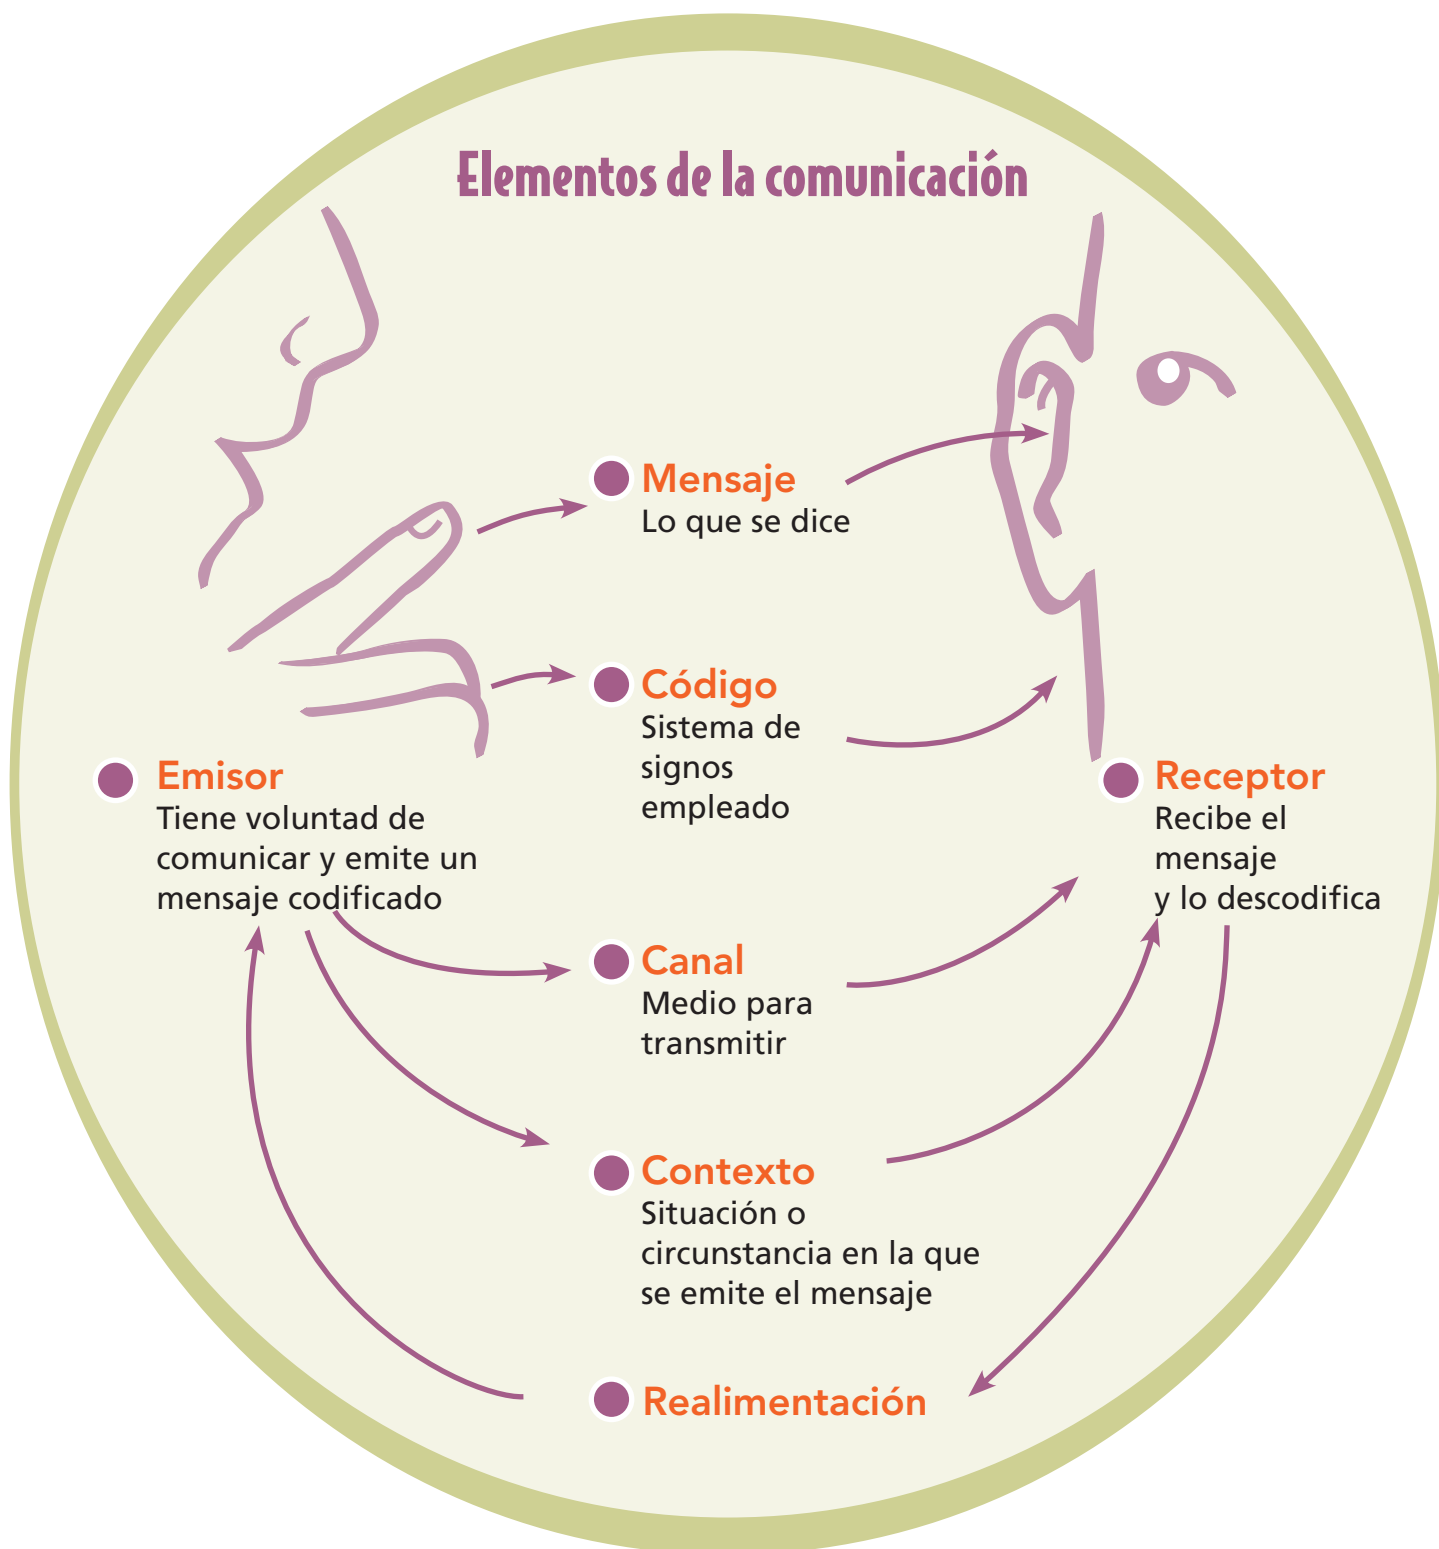 Elementos de la comunicación
Mensaje
Lo que se dice
Código
Sistema de
signos
empleado
Emisor
Tiene voluntad de
comunicar y emite un
mensaje codificado
Receptor
Recibe el
mensaje
y lo descodifica
Canal
Medio para
transmitir
Contexto
Situación o
circunstancia en la que
se emite el mensaje
Realimentación